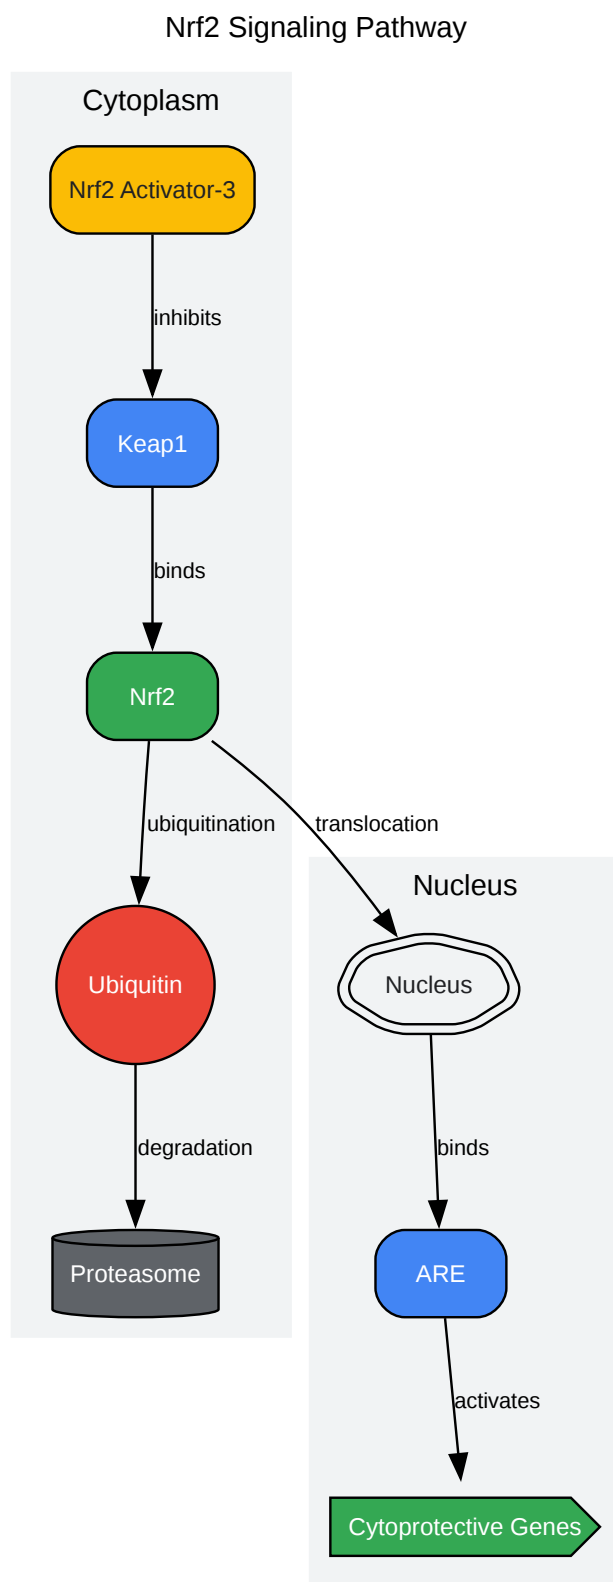 Nrf2 Signaling Pathway
Cytoplasm
Nrf2 Activator-3
inhibits
Keap1
binds
Nrf2
ubiquitination
translocation
Nucleus
Ubiquitin
Nucleus
degradation
binds
Proteasome
ARE
activates
Cytoprotective Genes